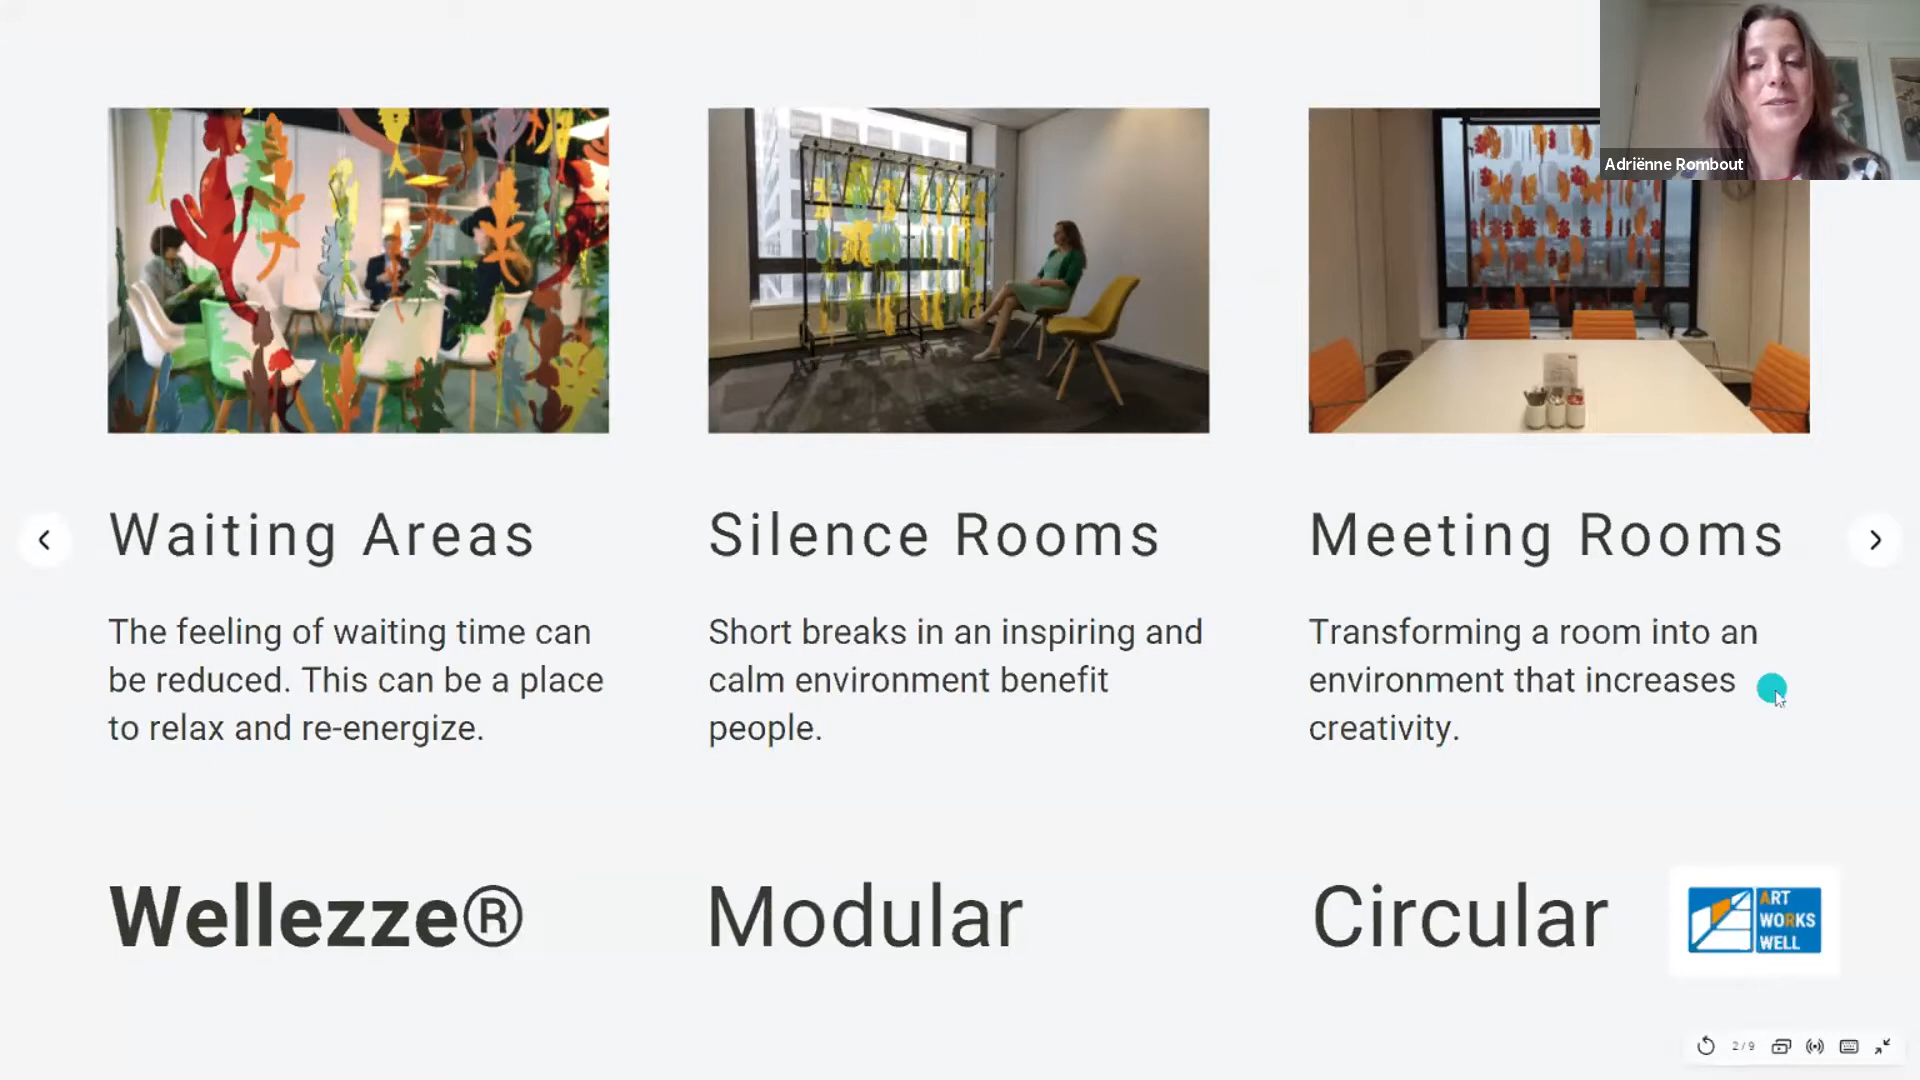 Adriënne Rombout
Waiting Areas
The feeling of waiting time can
be reduced. This can be a place
to relax and re-energize.
Silence Rooms
Short breaks in an inspiring and
calm environment benefit
people.
Meeting Rooms
Transforming a room into an
environment that increases
creativity.
Wellezze®
Modular
Circular
ART
WORKS
WELL
2/9